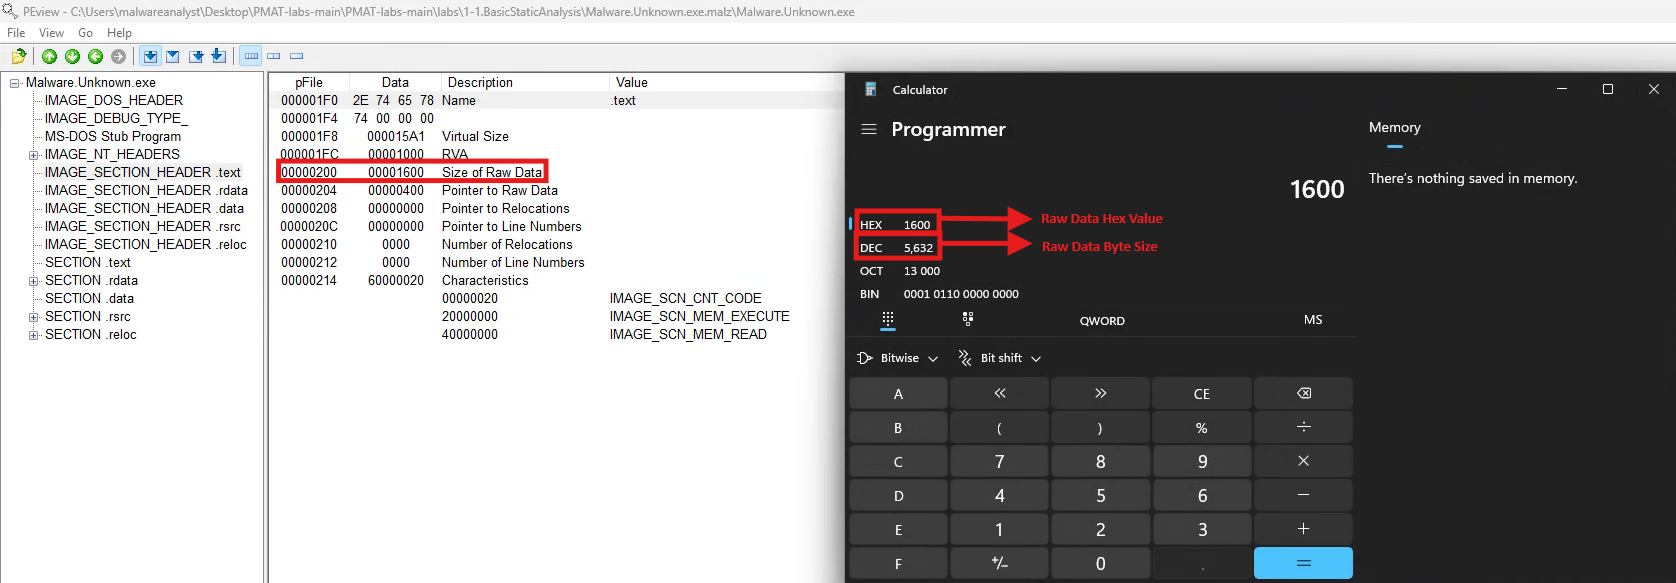 PEview - C:\Users\malwareanalyst\Desktop\PMAT-labs-main\PMAT-labs-main\labs\1-1.BasicStaticAnalysis\Malware.Unknown.exe.malz\Malware.Unknown.exe
File View Go Help
Malware.Unknown.exe
IMAGE_DOS_HEADER
IMAGE_DEBUG_TYPE_
MS-DOS Stub Program
IMAGE_NT_HEADERS
IMAGE_SECTION_HEADER .text
IMAGE_SECTION_HEADER .rdata
IMAGE_SECTION_HEADER .data
IMAGE_SECTION_HEADER .rsrc
IMAGE_SECTION_HEADER .reloc
SECTION .text
SECTION .rdata
SECTION .data
SECTION .rsrc
SECTION .reloc
pFile Data Description Value
000001F0 2E 74 65 78 Name .text
000001F4 74 00 00 00
000001F8 000015A1 Virtual Size
000001FC 00001000 RVA
00000200 00001600 Size of Raw Data
00000204 00000400 Pointer to Raw Data
00000208 00000000 Pointer to Relocations
0000020C 00000000 Pointer to Line Numbers
00000210 0000 Number of Relocations
00000212 0000 Number of Line Numbers
00000214 60000020 Characteristics
00000020 IMAGE_SCN_CNT_CODE
20000000 IMAGE_SCN_MEM_EXECUTE
40000000 IMAGE_SCN_MEM_READ
Calculator
Programmer
1600
HEX 1600 Raw Data Hex Value
DEC 5,632 Raw Data Byte Size
OCT 13 000
BIN 0001 0110 0000 0000
QWORD MS
Bitwise Bit shift
A « » CE
B ( ) % ÷
C 7 8 9 ×
D 4 5 6 −
E 1 2 3 +
F +/− 0 . =
Memory
There's nothing saved in memory.